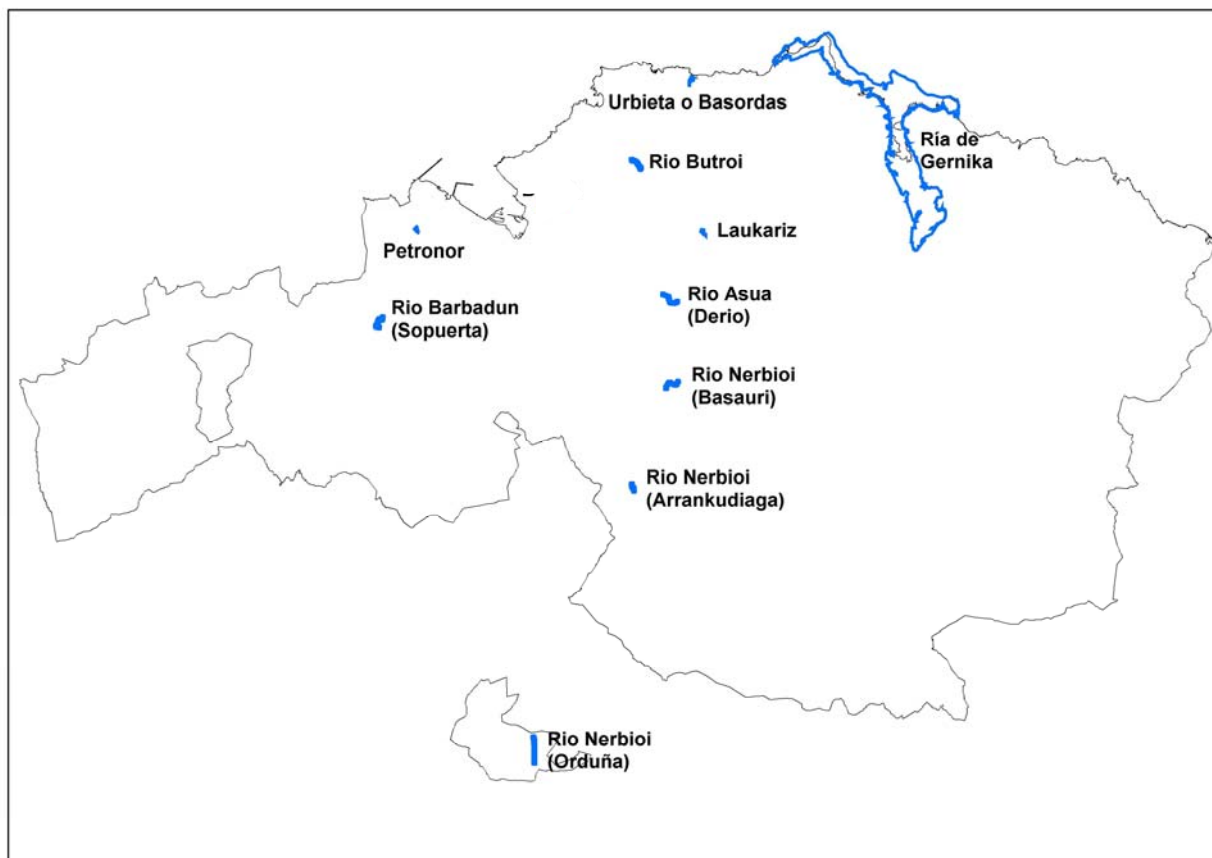 Urbieta o Basordas
Ría de
Gernika
Rio Butroi
Laukariz
Petronor
Rio Asua
(Derio)
Rio Barbadun
(Sopuerta)
Rio Nerbioi
(Basauri)
Rio Nerbioi
(Arrankudiaga)
Rio Nerbioi
(Orduña)